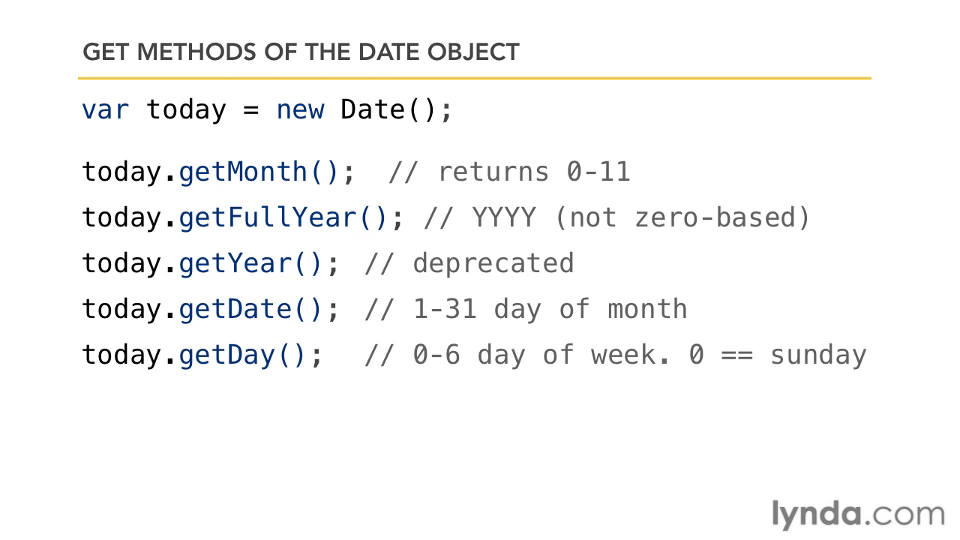 GET METHODS OF THE DATE OBJECT
var today = new Date();
today.getMonth(); // returns 0-11
today.getFullYear(); // YYYY (not zero-based)
today.getYear(); // deprecated
today.getDate(); // 1-31 day of month
today.getDay(); // 0-6 day of week. 0 == sunday
lynda.com